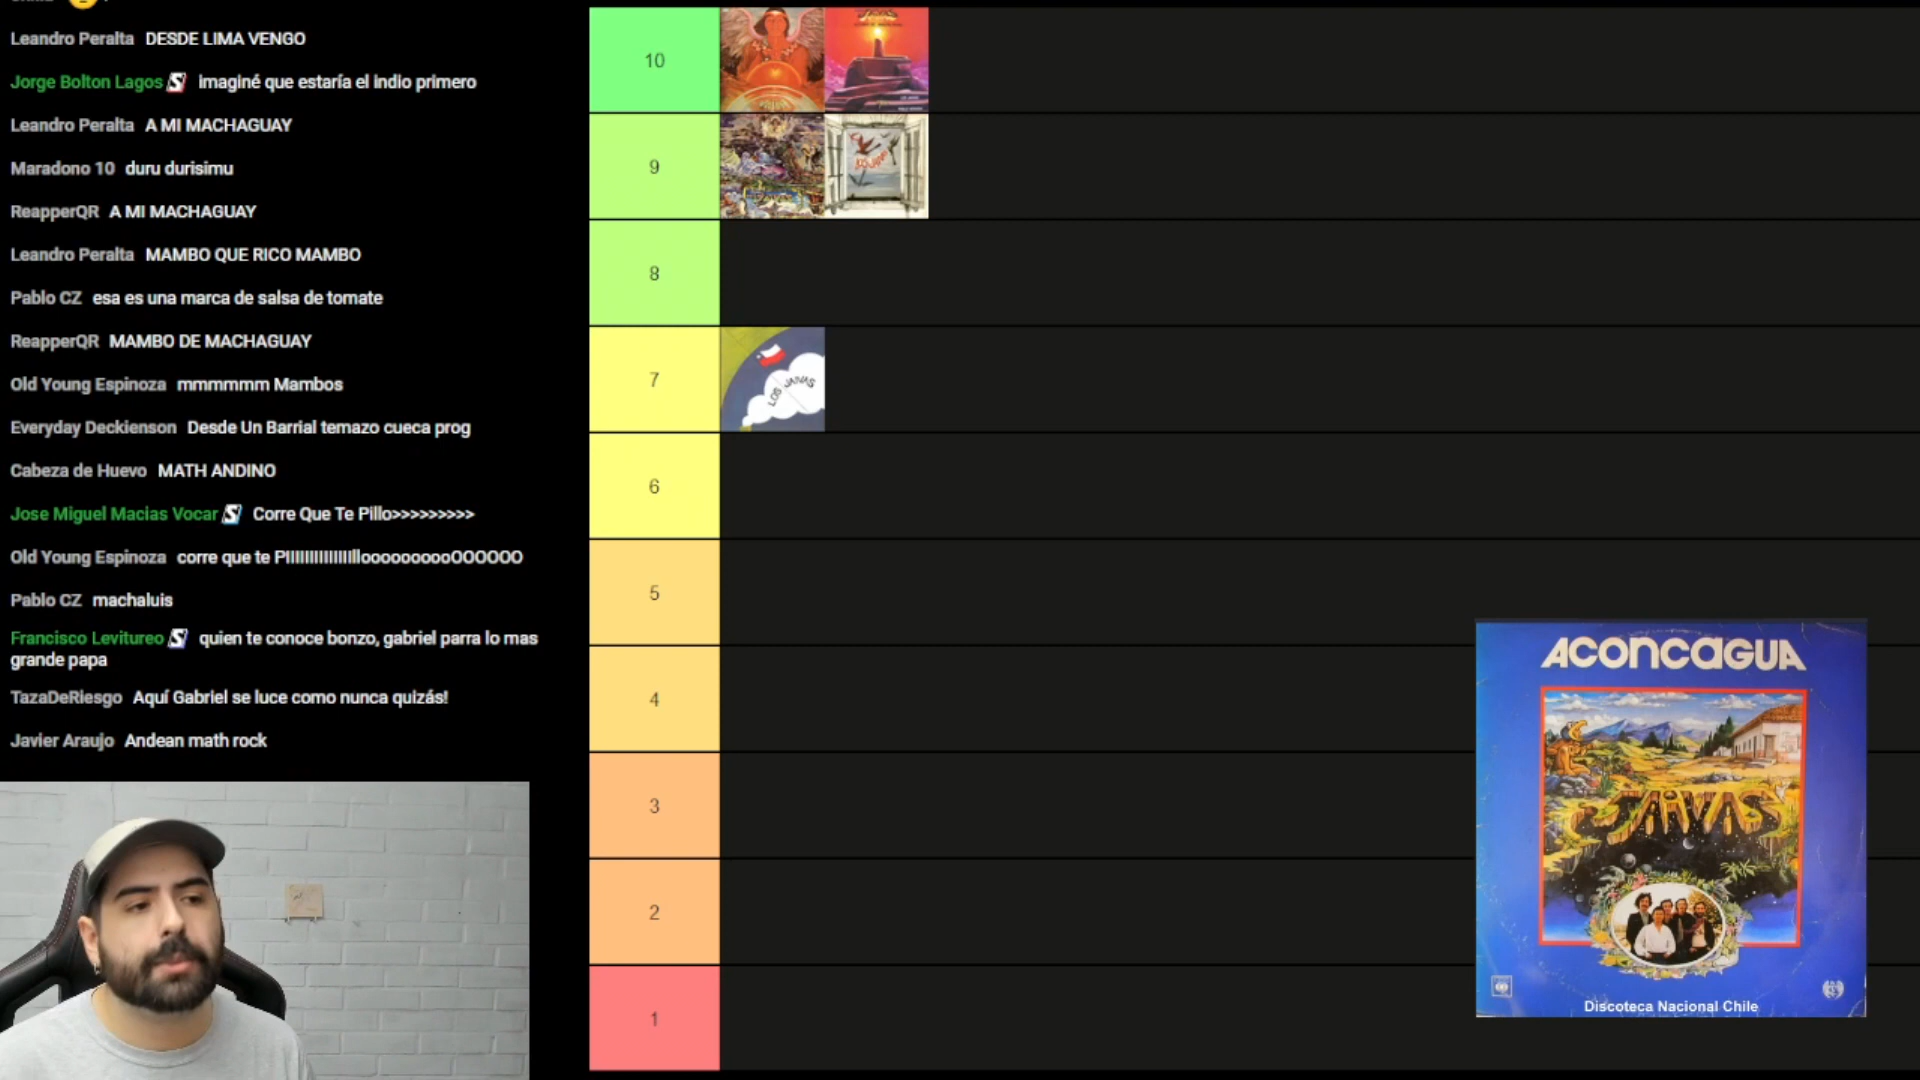 Leandro Peralta DESDE LIMA VENGO
Jorge Bolton Lagos S imaginé que estaría el indio primero
Leandro Peralta A MI MACHAGUAY
Maradono 10 duru durisimu
ReapperQR A MI MACHAGUAY
Leandro Peralta MAMBO QUE RICO MAMBO
Pablo CZ esa es una marca de salsa de tomate
ReapperQR MAMBO DE MACHAGUAY
Old Young Espinoza mmmmmm Mambos
Everyday Deckienson Desde Un Barrial temazo cueca prog
Cabeza de Huevo MATH ANDINO
Jose Miguel Macias Vocar S Corre Que Te Pillo>>>>>>>>>
Old Young Espinoza corre que te PIIIIIIIIIIIIIIlloooooooooOOOOOO
Pablo CZ machaluis
Francisco Levitureo S quien te conoce bonzo, gabriel parra lo mas
grande papa
TazaDeRiesgo Aquí Gabriel se luce como nunca quizás!
Javier Araujo Andean math rock
10
9
8
7
LOS JAIVAS
6
5
4
3
2
1
ACONCAGUA
JAIVAS
Discoteca Nacional Chile